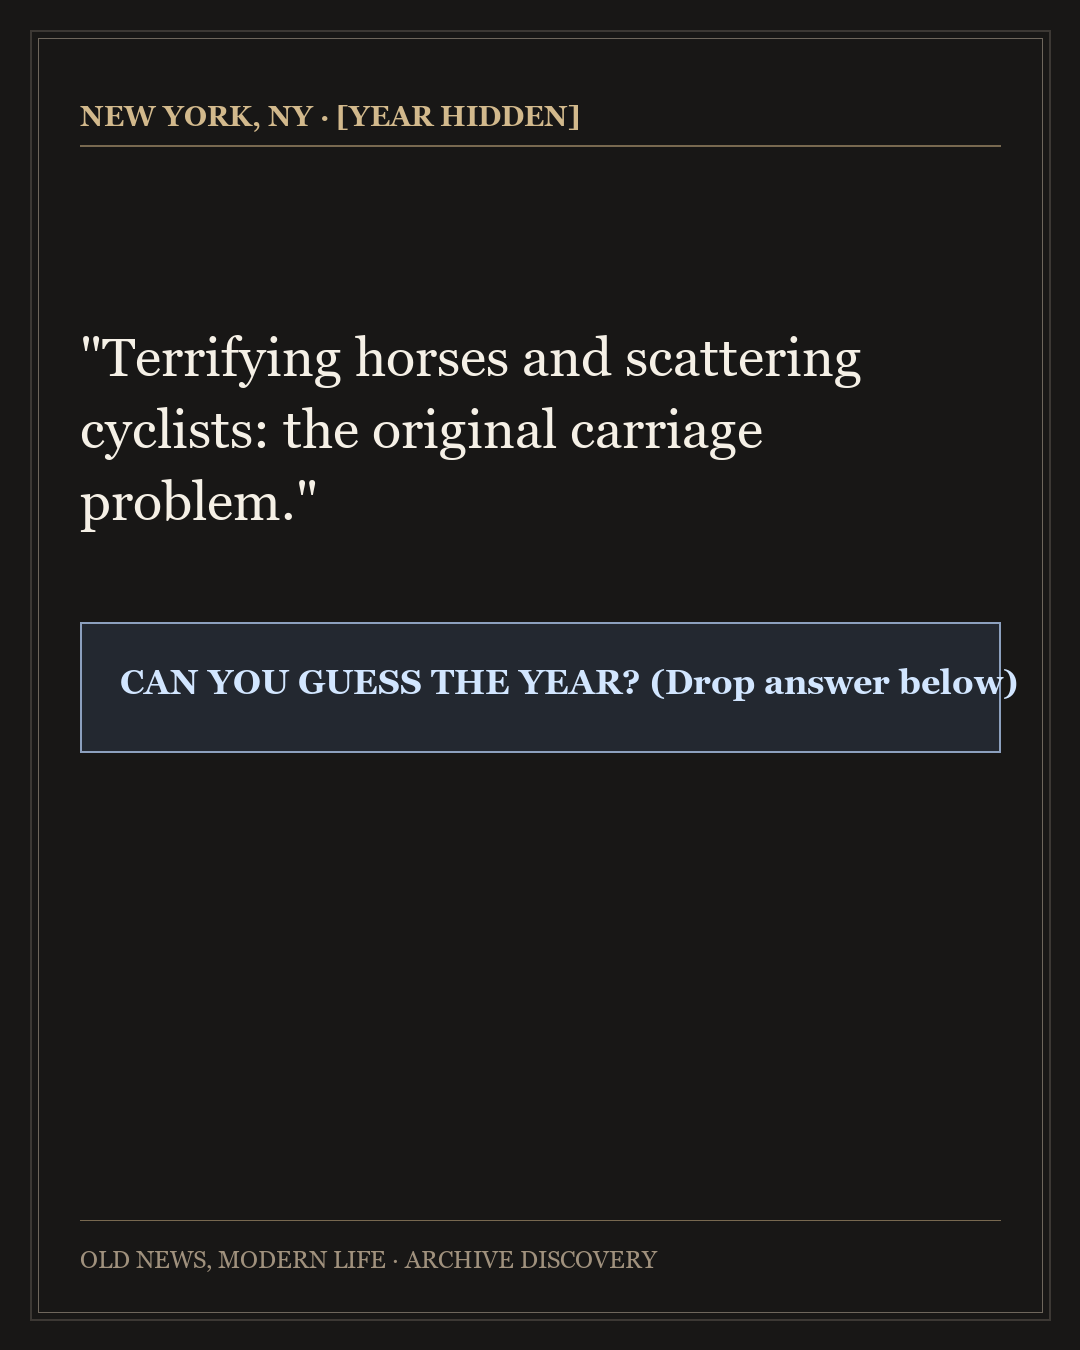 NEW YORK, NY · [YEAR HIDDEN]
"Terrifying horses and scattering
cyclists: the original carriage
problem."
CAN YOU GUESS THE YEAR? (Drop answer below)
OLD NEWS, MODERN LIFE · ARCHIVE DISCOVERY